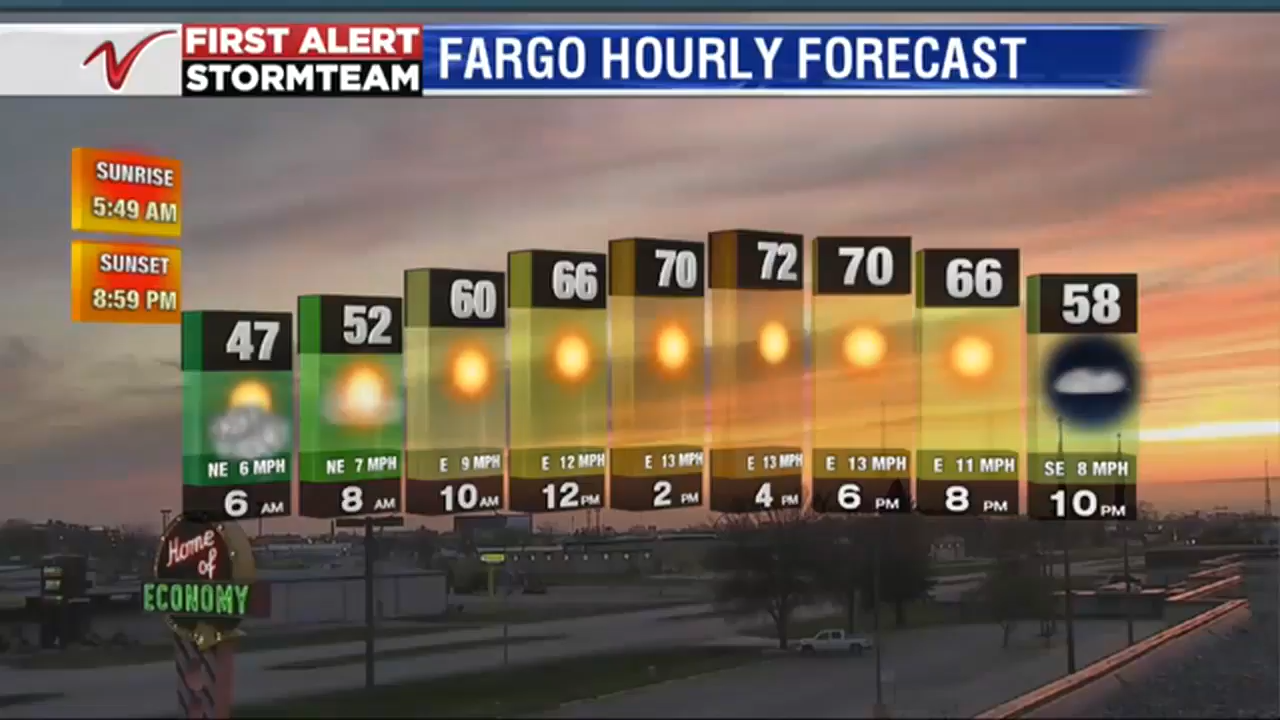 FIRST ALERT
STORMTEAM
FARGO HOURLY FORECAST
SUNRISE
5:49 AM
SUNSET
8:59 PM
47
NE 6 MPH
6 AM
52
NE 7 MPH
8 AM
60
E 9 MPH
10 AM
66
E 12 MPH
12 PM
70
E 13 MPH
2 PM
72
E 13 MPH
4 PM
70
E 13 MPH
6 PM
66
E 11 MPH
8 PM
58
SE 8 MPH
10 PM
Home
of
ECONOMY